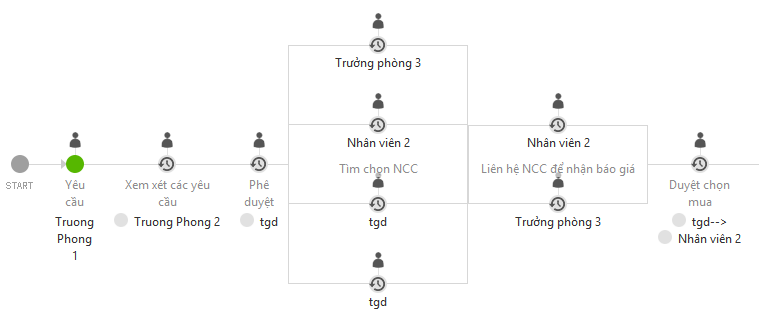 START
Yêu
cầu
Truong
Phong
1
Xem xét các yêu
cầu
Truong Phong 2
Phê
duyệt
tgd
Trưởng phòng 3
Nhân viên 2
Tìm chọn NCC
tgd
tgd
Nhân viên 2
Liên hệ NCC để nhận báo giá
Trưởng phòng 3
Duyệt chọn
mua
tgd-->
Nhân viên 2